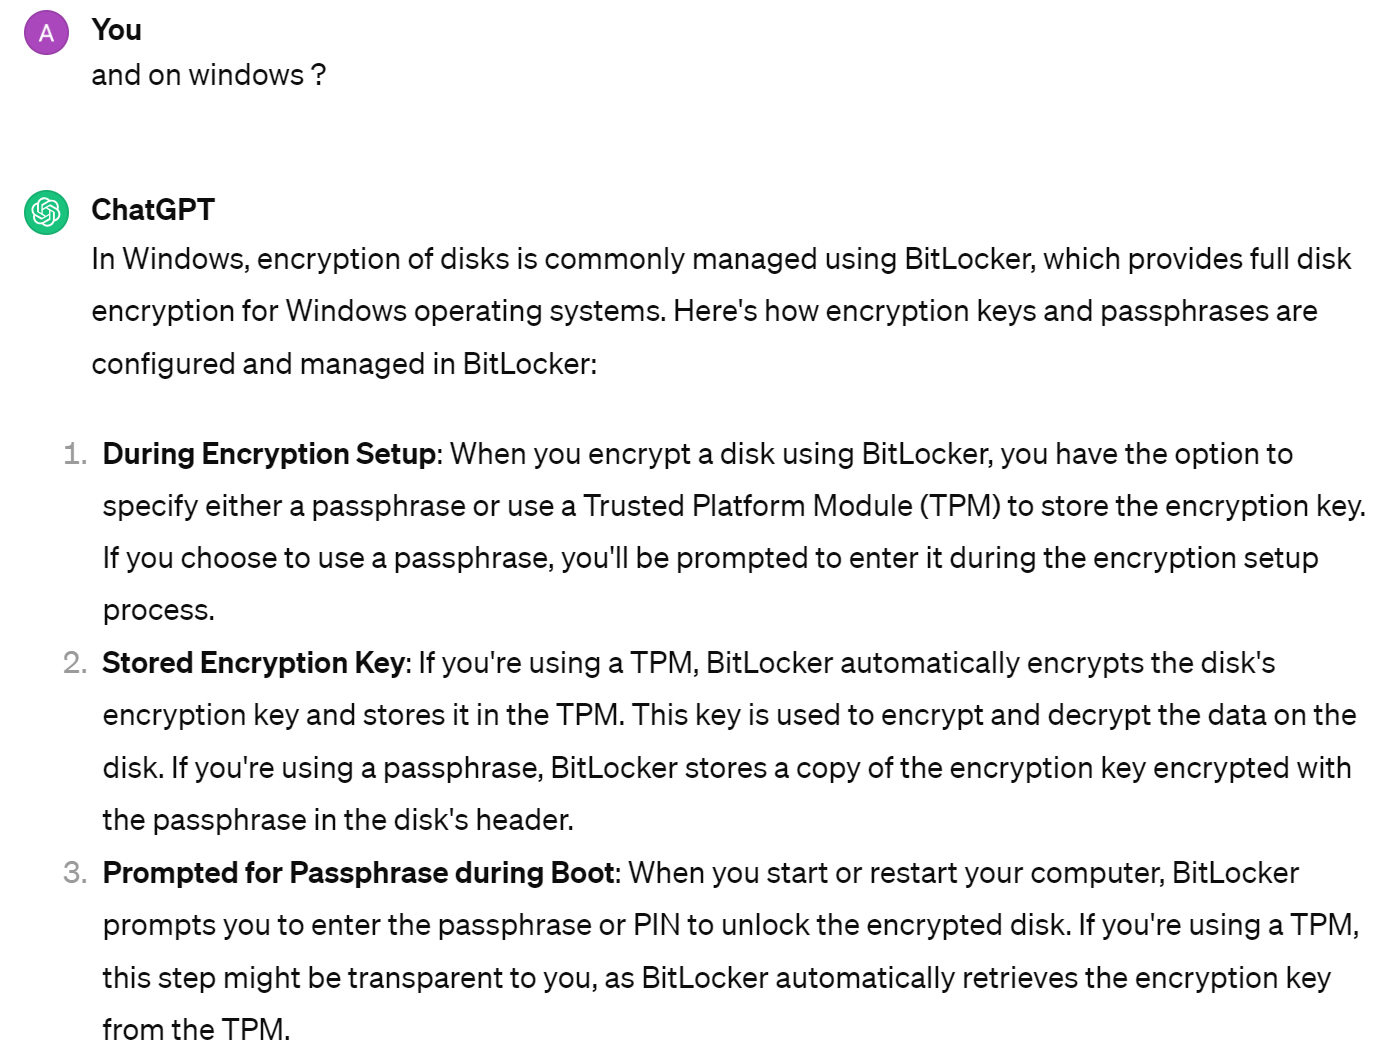 A
You
and on windows ?
ChatGPT
In Windows, encryption of disks is commonly managed using BitLocker, which provides full disk
encryption for Windows operating systems. Here's how encryption keys and passphrases are
configured and managed in BitLocker:
1. During Encryption Setup: When you encrypt a disk using BitLocker, you have the option to
specify either a passphrase or use a Trusted Platform Module (TPM) to store the encryption key.
If you choose to use a passphrase, you'll be prompted to enter it during the encryption setup
process.
2. Stored Encryption Key: If you're using a TPM, BitLocker automatically encrypts the disk's
encryption key and stores it in the TPM. This key is used to encrypt and decrypt the data on the
disk. If you're using a passphrase, BitLocker stores a copy of the encryption key encrypted with
the passphrase in the disk's header.
3. Prompted for Passphrase during Boot: When you start or restart your computer, BitLocker
prompts you to enter the passphrase or PIN to unlock the encrypted disk. If you're using a TPM,
this step might be transparent to you, as BitLocker automatically retrieves the encryption key
from the TPM.